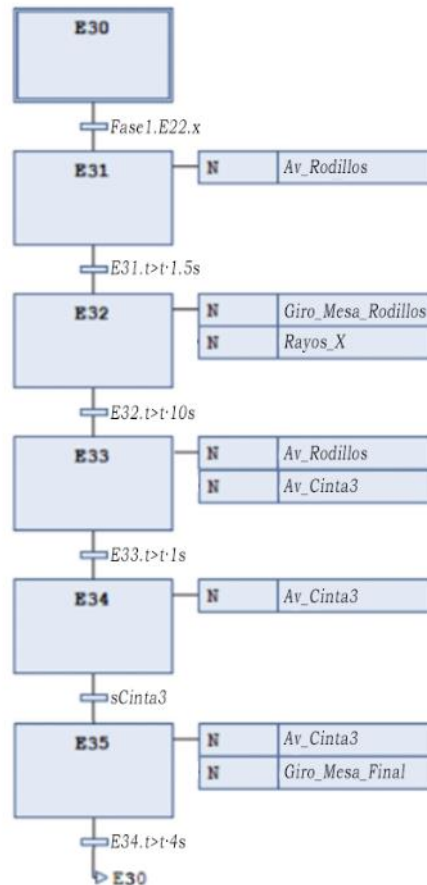 E30
Fase1.E22.x
E31
N Av_Rodillos
E31.t>t·1.5s
E32
N Giro_Mesa_Rodillos
N Rayos_X
E32.t>t·10s
E33
N Av_Rodillos
N Av_Cinta3
E33.t>t·1s
E34
N Av_Cinta3
sCinta3
E35
N Av_Cinta3
N Giro_Mesa_Final
E34.t>t·4s
E30